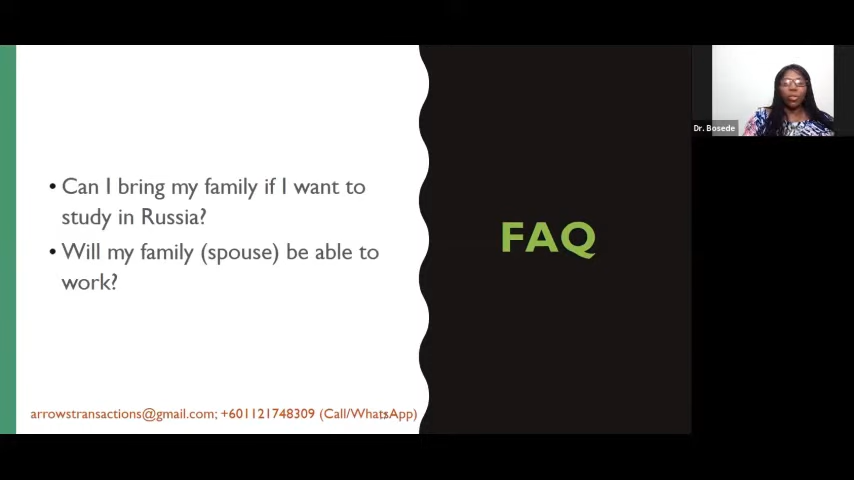 • Can I bring my family if I want to
study in Russia?
• Will my family (spouse) be able to
work?
arrowstransactions@gmail.com; +601121748309 (Call/WhatsApp)
FAQ
Dr. Bosede